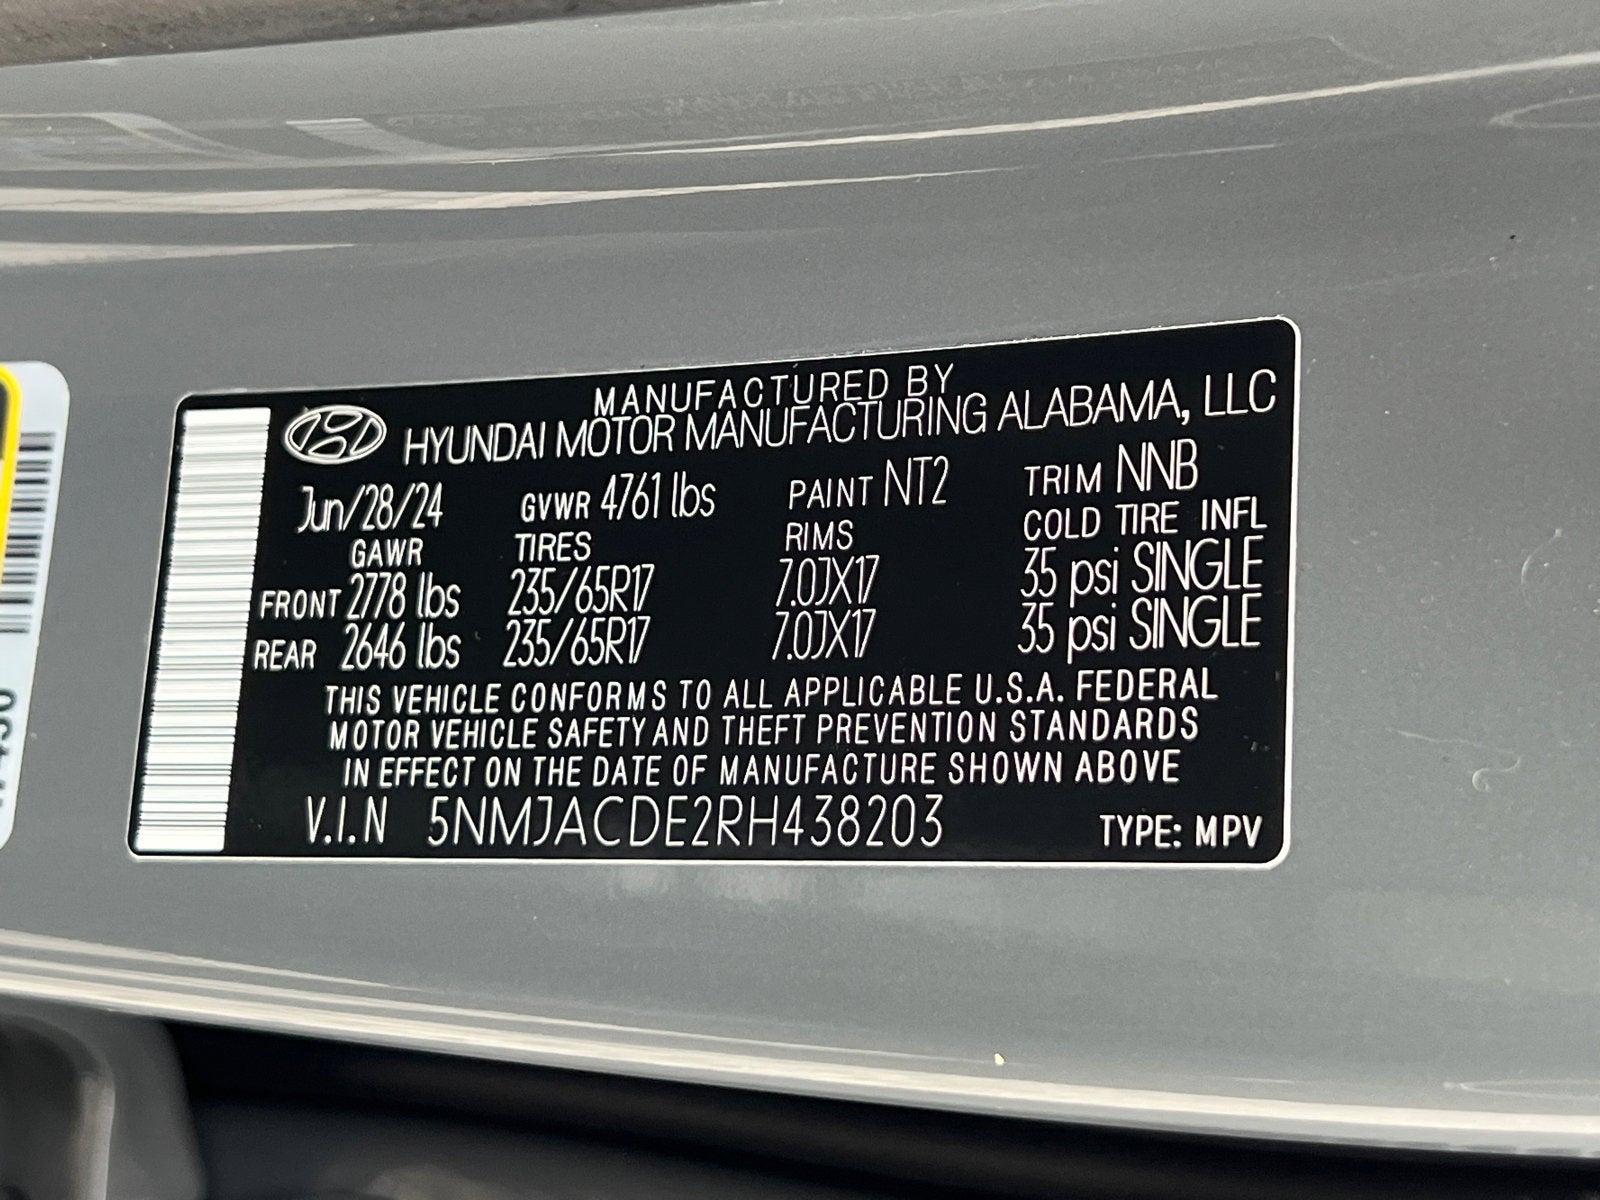 MANUFACTURED BY
HYUNDAI MOTOR MANUFACTURING ALABAMA, LLC
Jun/28/24 GVWR 4761 lbs PAINT NT2 TRIM NNB
GAWR TIRES RIMS COLD TIRE INFL
FRONT 2778 lbs 235/65R17 7.0JX17 35 psi SINGLE
REAR 2646 lbs 235/65R17 7.0JX17 35 psi SINGLE
THIS VEHICLE CONFORMS TO ALL APPLICABLE U.S.A. FEDERAL
MOTOR VEHICLE SAFETY AND THEFT PREVENTION STANDARDS
IN EFFECT ON THE DATE OF MANUFACTURE SHOWN ABOVE
V.I.N 5NMJACDE2RH438203 TYPE: MPV